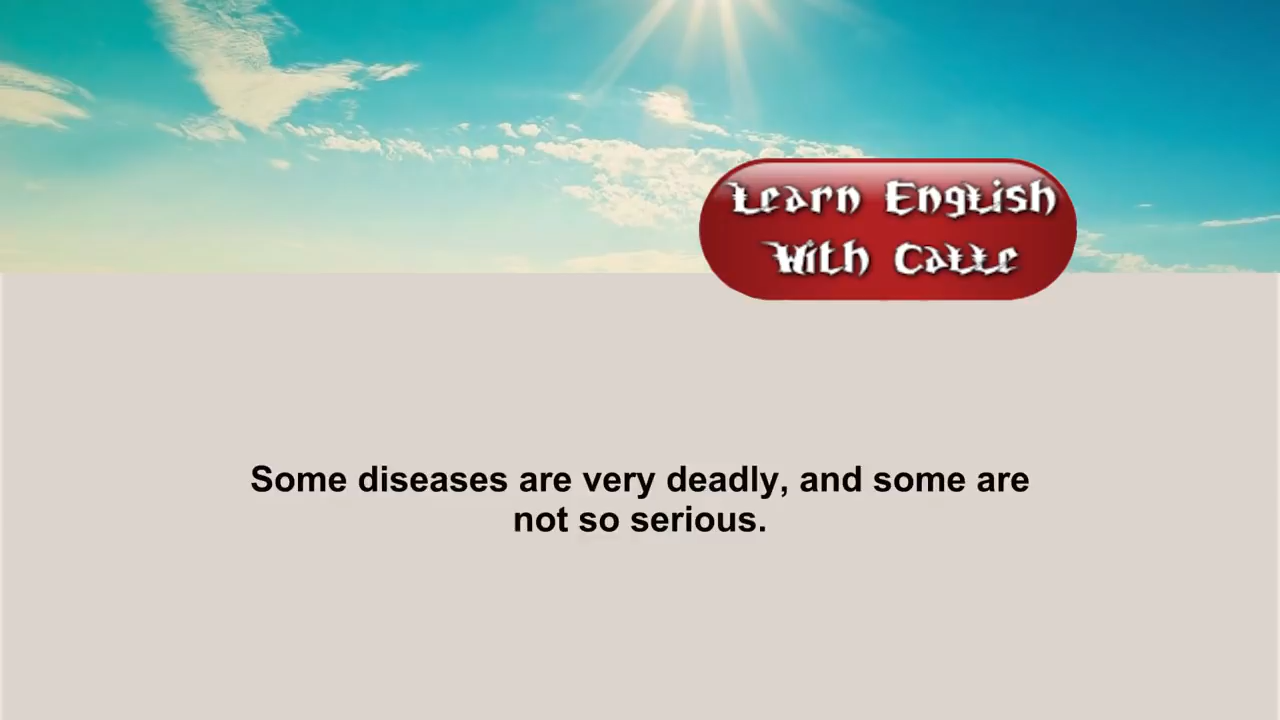 Learn English
With Calle
Some diseases are very deadly, and some are
not so serious.